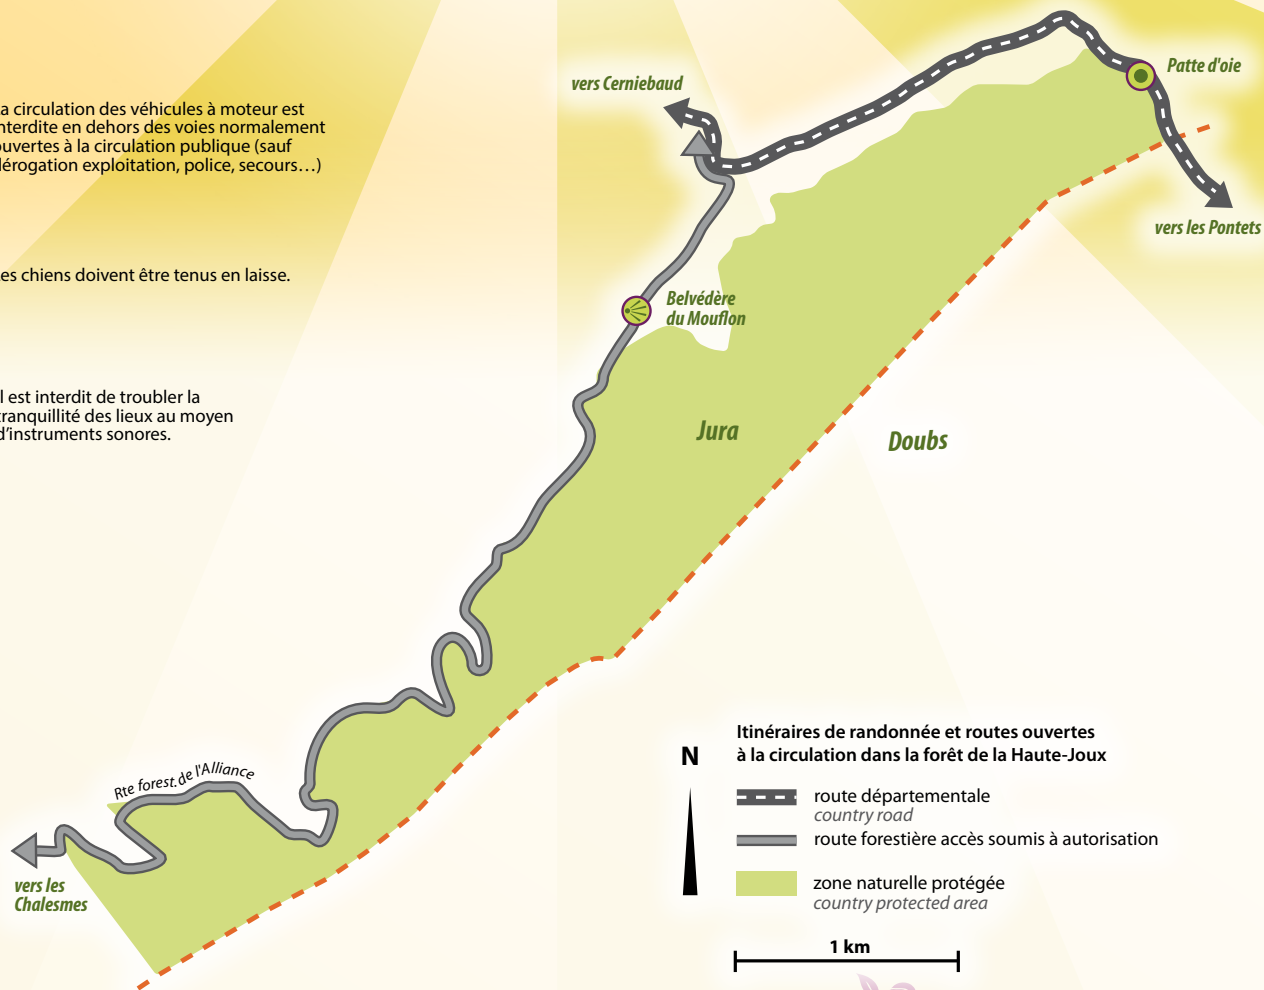 a circulation des véhicules à moteur est
nterdite en dehors des voies normalement
ouvertes à la circulation publique (sauf
lérogation exploitation, police, secours…)
es chiens doivent être tenus en laisse.
l est interdit de troubler la
tranquillité des lieux au moyen
d’instruments sonores.
vers Cerniebaud
Patte d'oie
vers les Pontets
Belvédère
du Mouflon
Jura
Doubs
Rte forest. de l'Alliance
vers les
Chalesmes
N
Itinéraires de randonnée et routes ouvertes
à la circulation dans la forêt de la Haute-Joux
route départementale
country road
route forestière accès soumis à autorisation
zone naturelle protégée
country protected area
1 km